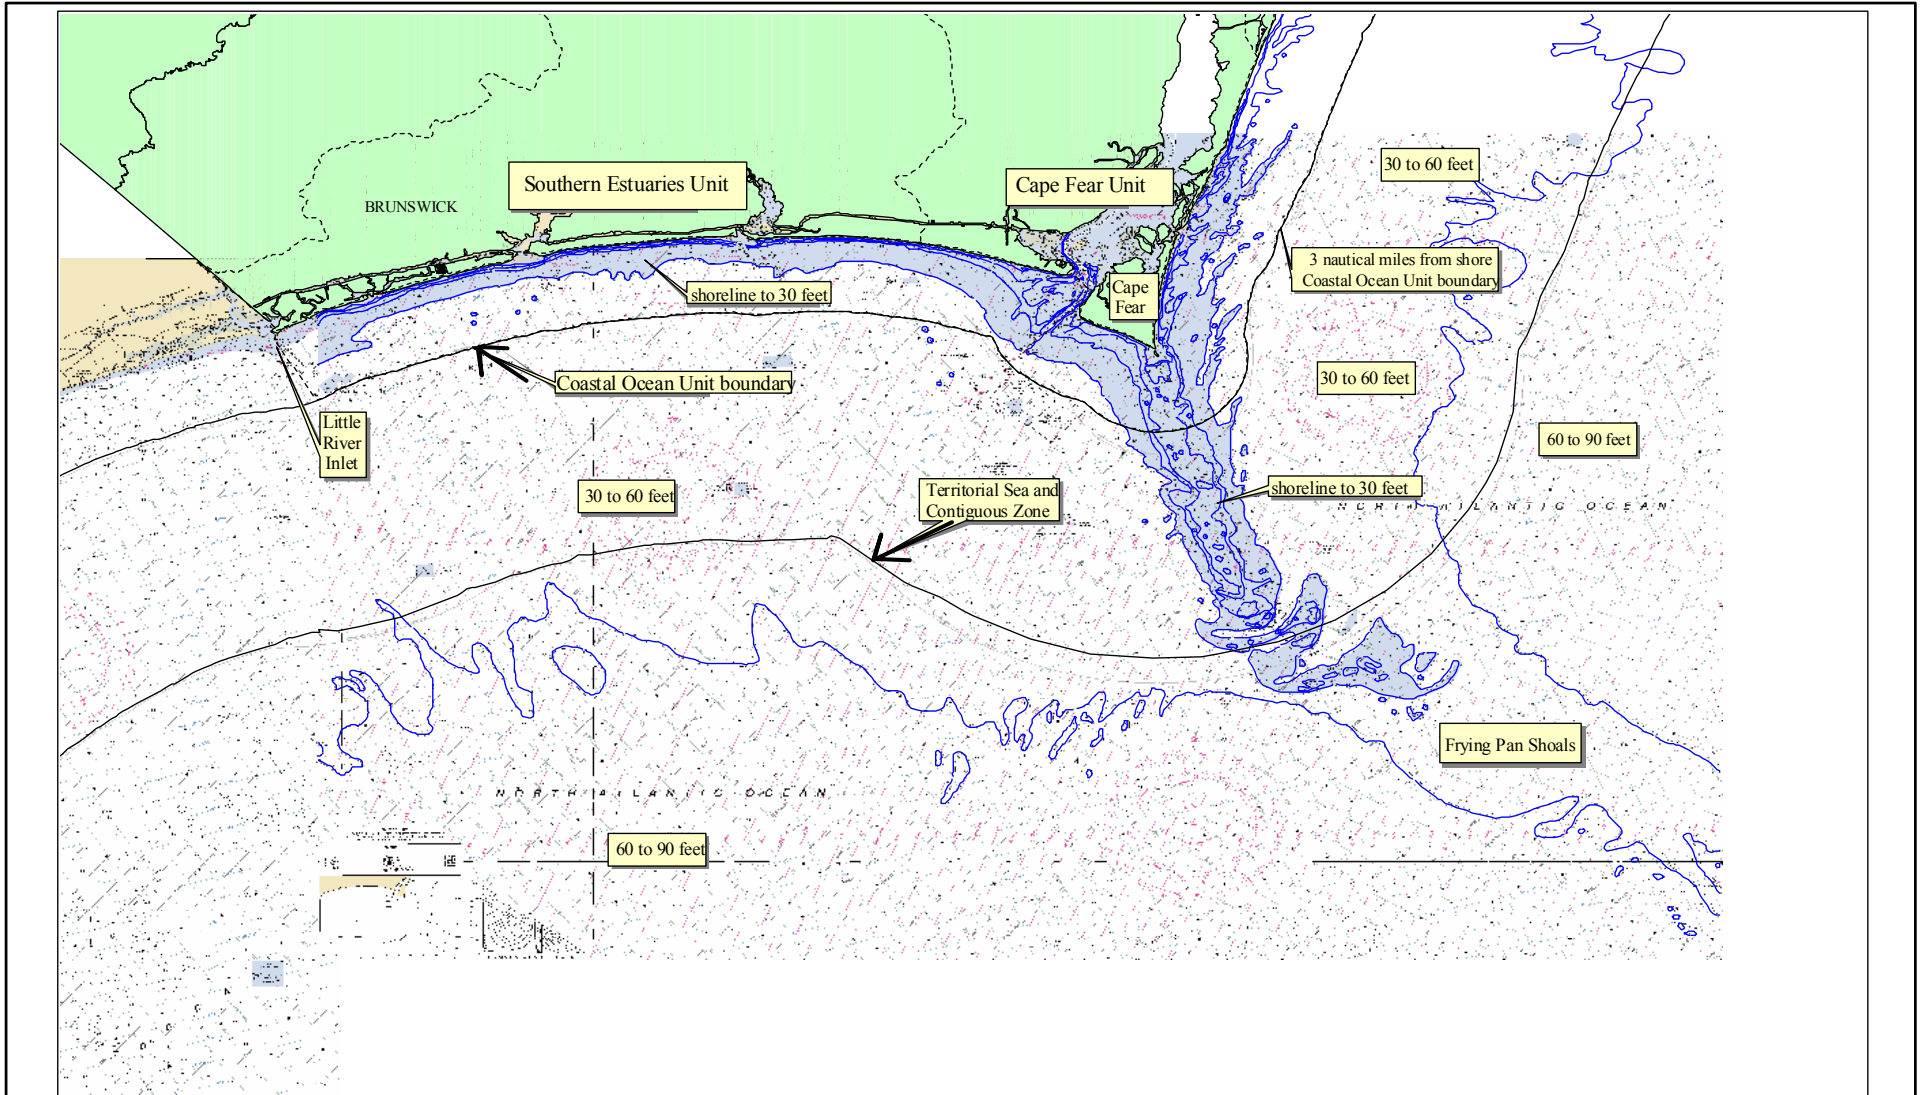 30 to 60 feet
Southern Estuaries Unit
Cape Fear Unit
BRUNSWICK
3 nautical miles from shore
Coastal Ocean Unit boundary
shoreline to 30 feet
Cape
Fear
30 to 60 feet
Coastal Ocean Unit boundary
Little
River
Inlet
60 to 90 feet
30 to 60 feet
Territorial Sea and
Contiguous Zone
shoreline to 30 feet
NORTH ATLANTIC OCEAN
Frying Pan Shoals
NORTH ATLANTIC OCEAN
60 to 90 feet